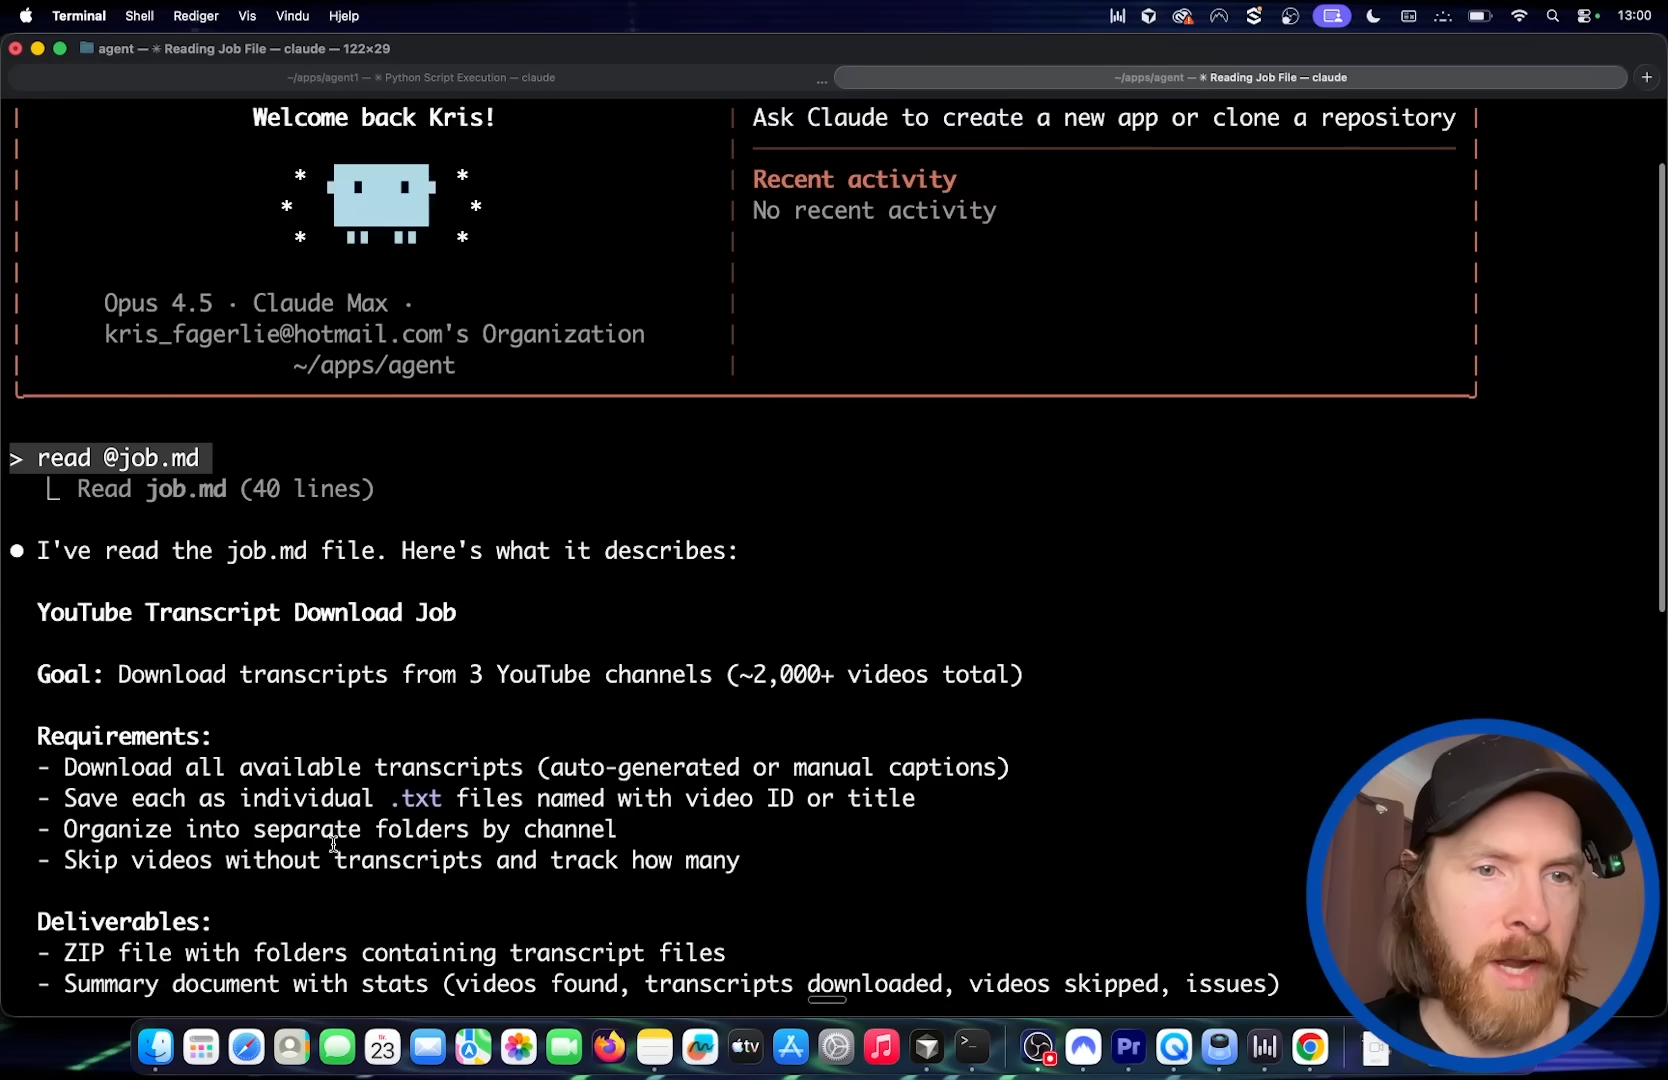 Terminal Shell Rediger Vis Vindu Hjelp 13:00
agent — ✳ Reading Job File — claude — 122×29
~/apps/agent1 — ✳ Python Script Execution — claude ... ~/apps/agent — ✳ Reading Job File — claude +
Welcome back Kris!
Ask Claude to create a new app or clone a repository
Recent activity
No recent activity
Opus 4.5 · Claude Max ·
kris_fagerlie@hotmail.com's Organization
~/apps/agent
> read @job.md
⎿ Read job.md (40 lines)
● I've read the job.md file. Here's what it describes:
YouTube Transcript Download Job
Goal: Download transcripts from 3 YouTube channels (~2,000+ videos total)
Requirements:
- Download all available transcripts (auto-generated or manual captions)
- Save each as individual .txt files named with video ID or title
- Organize into separate folders by channel
- Skip videos without transcripts and track how many
Deliverables:
- ZIP file with folders containing transcript files
- Summary document with stats (videos found, transcripts downloaded, videos skipped, issues)
23
tv
Pr